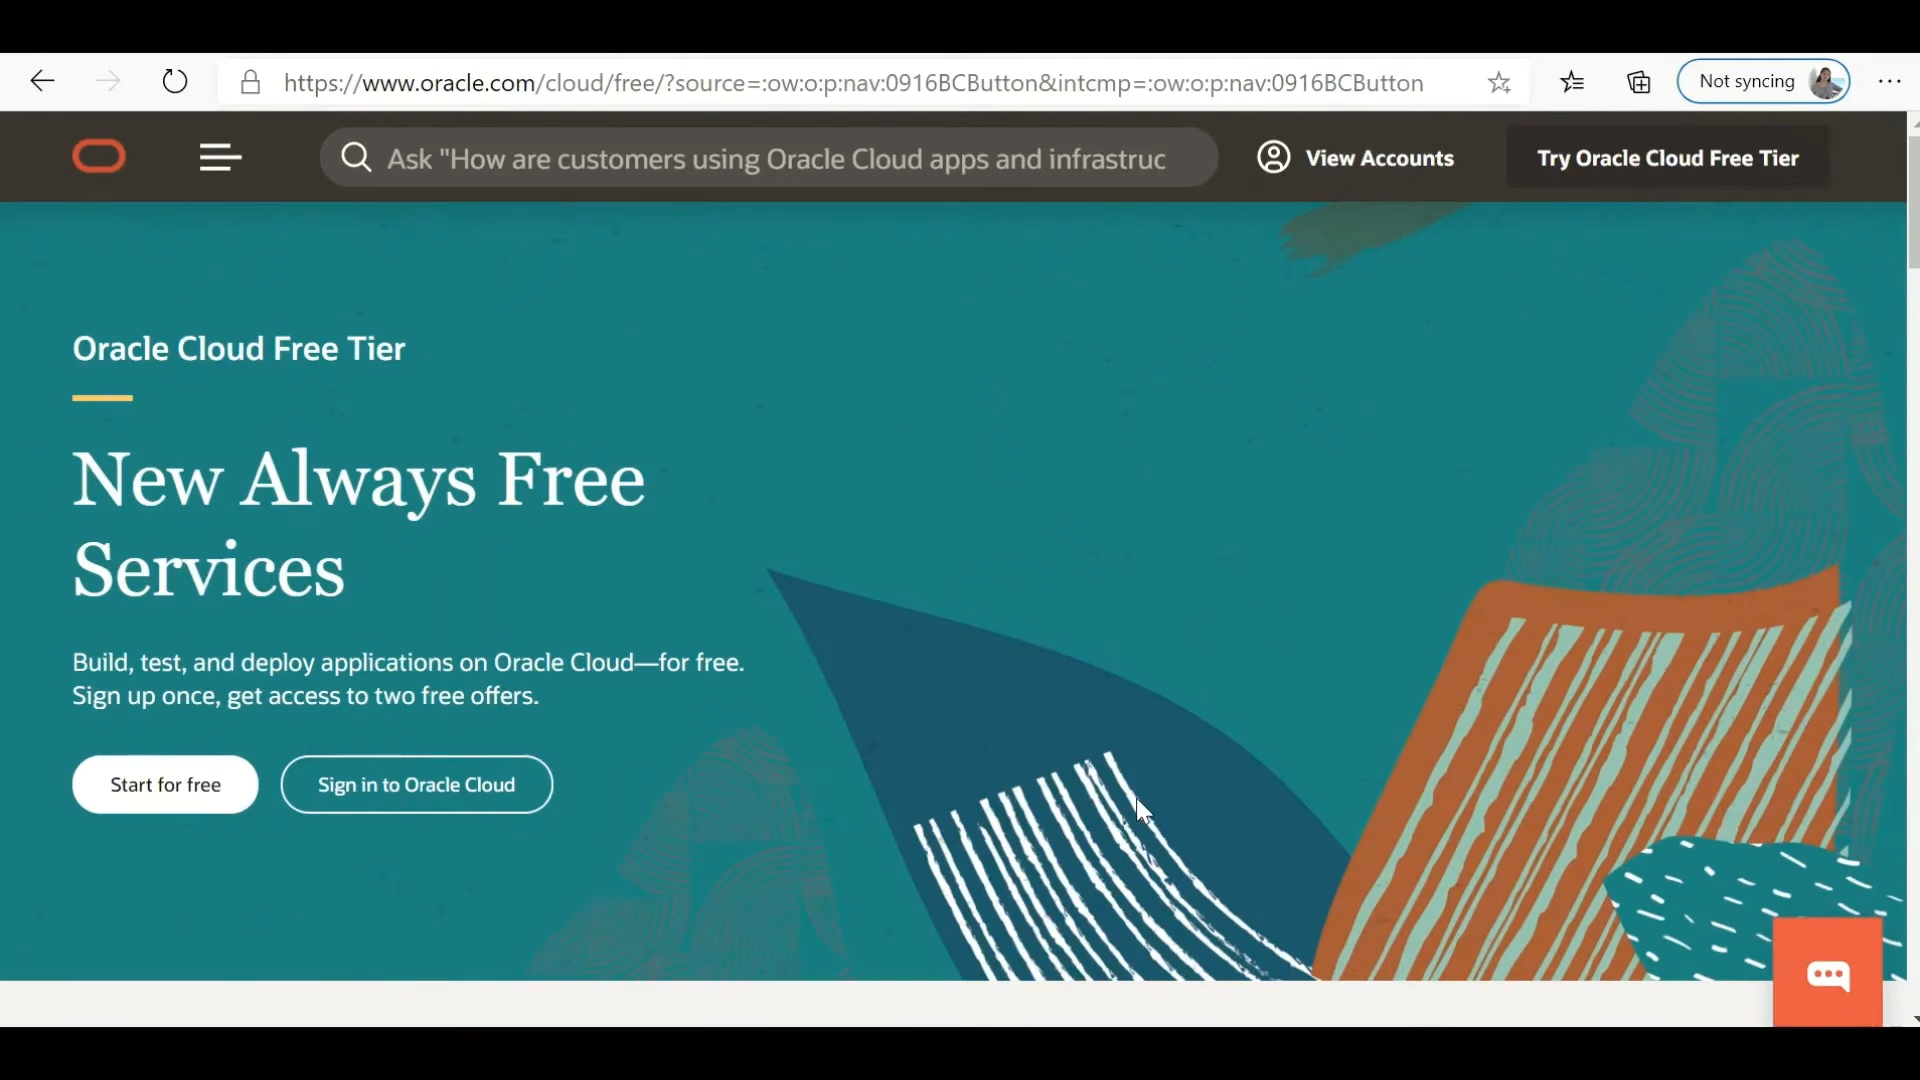 https://www.oracle.com/cloud/free/?source=:ow:o:p:nav:0916BCButton&intcmp=:ow:o:p:nav:0916BCButton
Not syncing
Ask "How are customers using Oracle Cloud apps and infrastruc
View Accounts
Try Oracle Cloud Free Tier
Oracle Cloud Free Tier
New Always Free
Services
Build, test, and deploy applications on Oracle Cloud—for free.
Sign up once, get access to two free offers.
Start for free
Sign in to Oracle Cloud